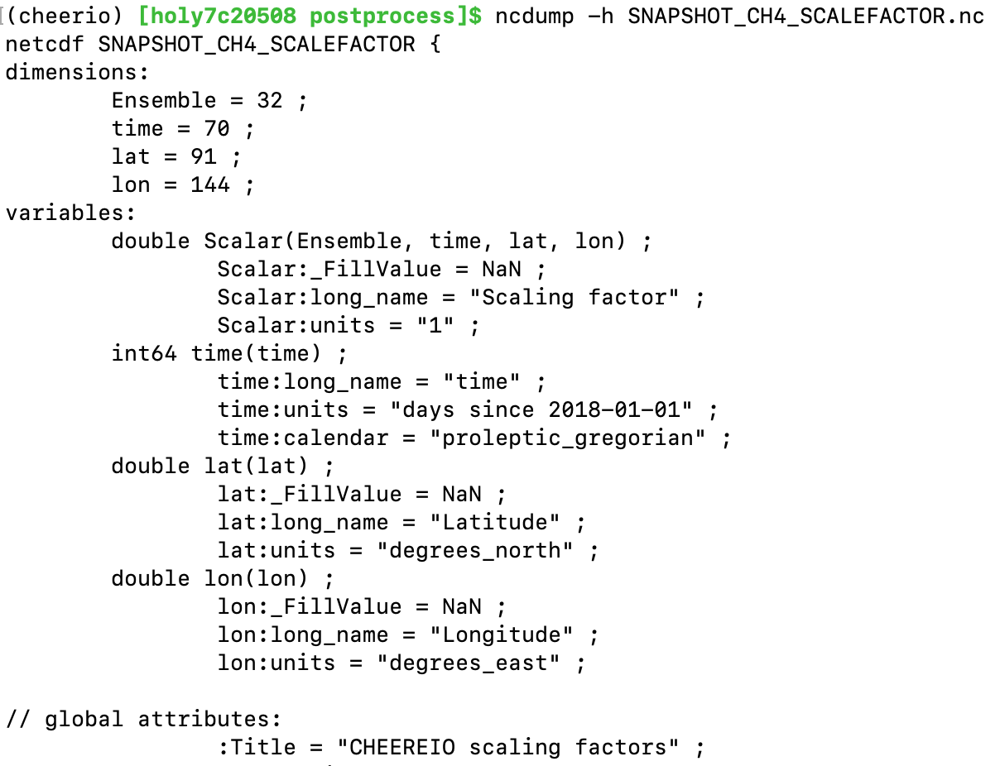 (cheerio) [holy7c20508 postprocess]$ ncdump -h SNAPSHOT_CH4_SCALEFACTOR.nc
netcdf SNAPSHOT_CH4_SCALEFACTOR {
dimensions:
        Ensemble = 32 ;
        time = 70 ;
        lat = 91 ;
        lon = 144 ;
variables:
        double Scalar(Ensemble, time, lat, lon) ;
                Scalar:_FillValue = NaN ;
                Scalar:long_name = "Scaling factor" ;
                Scalar:units = "1" ;
        int64 time(time) ;
                time:long_name = "time" ;
                time:units = "days since 2018-01-01" ;
                time:calendar = "proleptic_gregorian" ;
        double lat(lat) ;
                lat:_FillValue = NaN ;
                lat:long_name = "Latitude" ;
                lat:units = "degrees_north" ;
        double lon(lon) ;
                lon:_FillValue = NaN ;
                lon:long_name = "Longitude" ;
                lon:units = "degrees_east" ;

// global attributes:
                :Title = "CHEEREIO scaling factors" ;